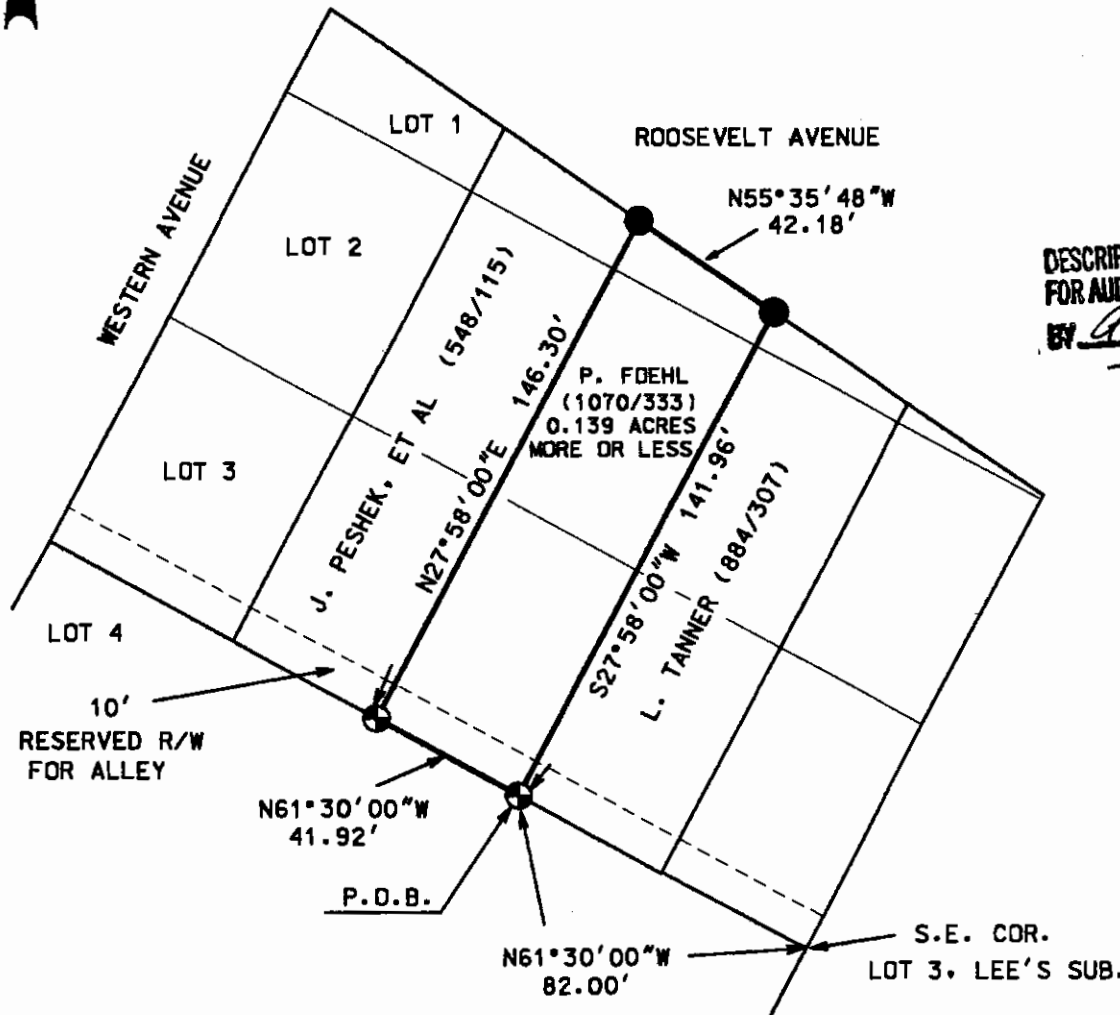 LOT 1
ROOSEVELT AVENUE
N55°35'48"W
42.18'
WESTERN AVENUE
LOT 2
J. PESHEK, ET AL (548/115)
N27°58'00"E 146.30'
P. FOEHL
(1070/333)
0.139 ACRES
MORE OR LESS
S27°58'00"W 141.96'
L. TANNER (884/307)
FOR AUD
BY
LOT 3
LOT 4
10'
RESERVED R/W
FOR ALLEY
N61°30'00"W
41.92'
P.O.B.
N61°30'00"W
82.00'
S.E. COR.
LOT 3, LEE'S SUB.